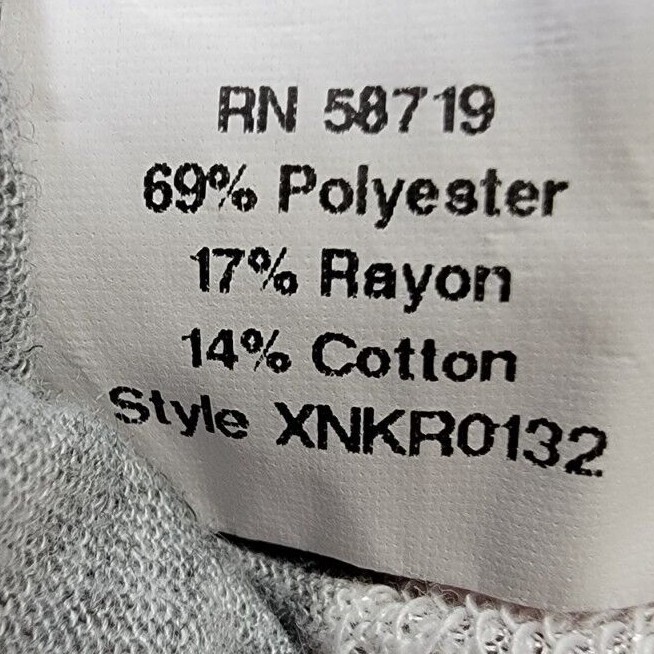 RN 58719
69% Polyester
17% Rayon
14% Cotton
Style XNKR0132